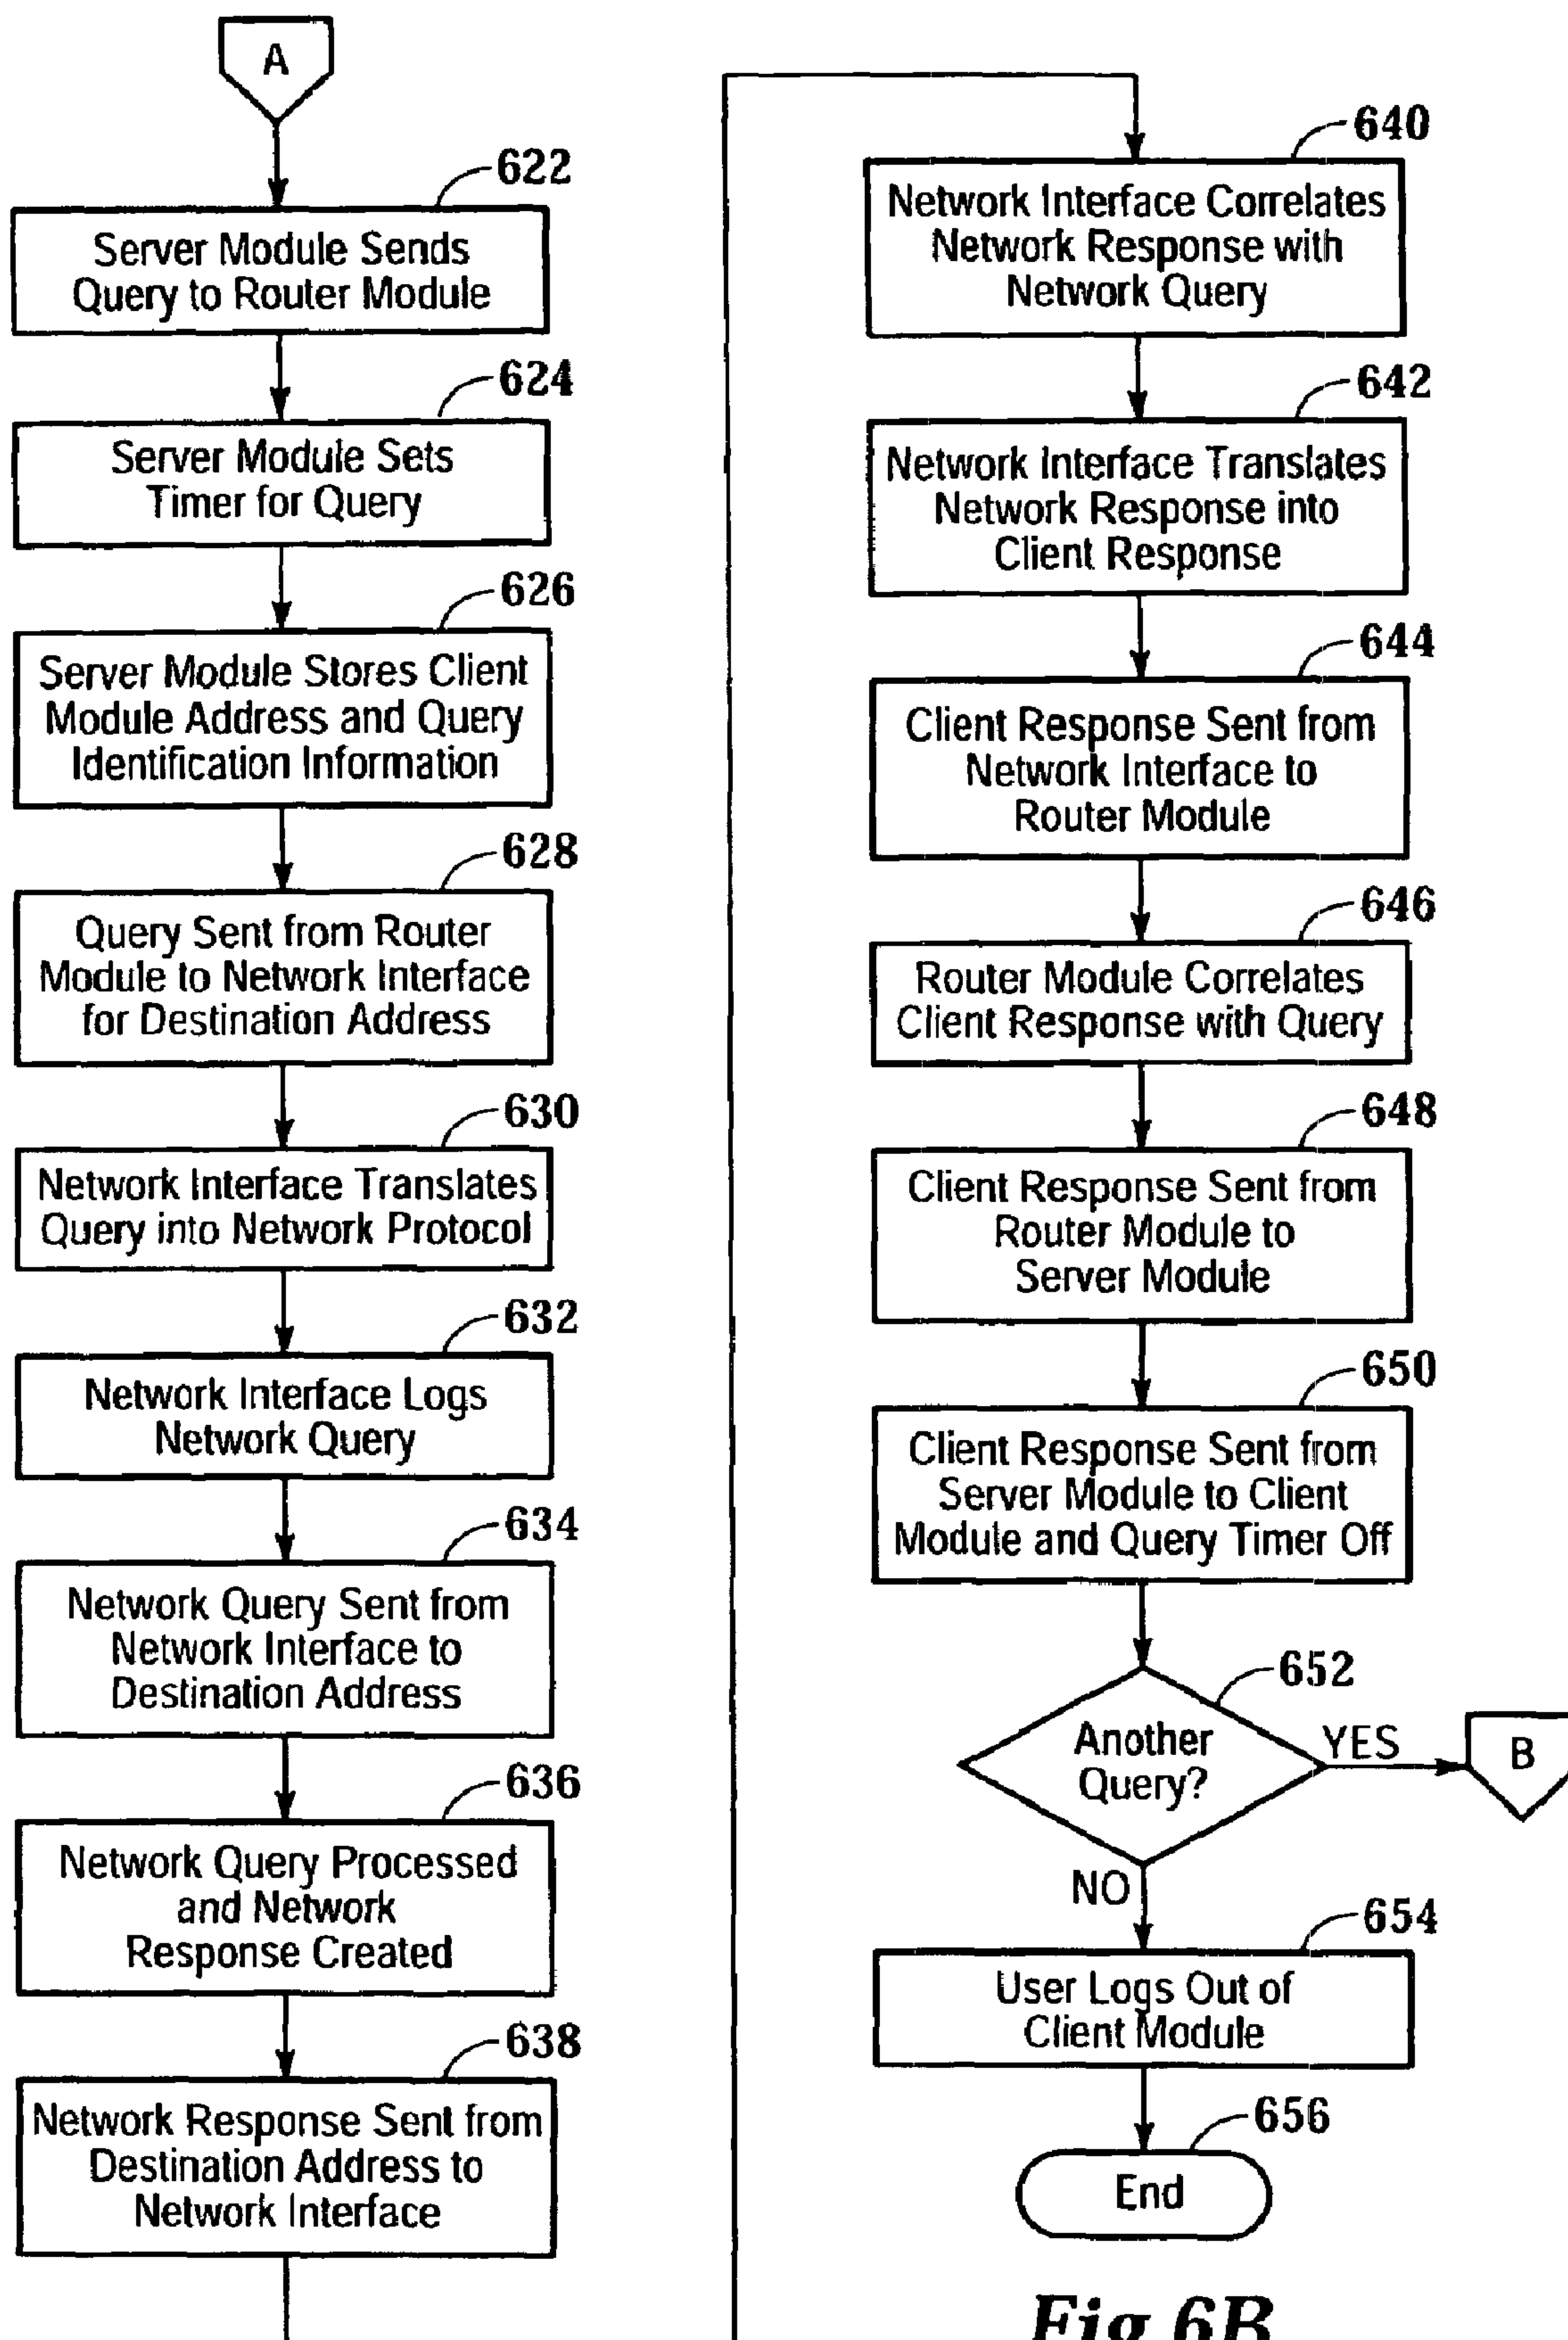 A
622
Server Module Sends
Query to Router Module
624
Server Module Sets
Timer for Query
626
Server Module Stores Client
Module Address and Query
Identification Information
628
Query Sent from Router
Module to Network Interface
for Destination Address
630
Network Interface Translates
Query into Network Protocol
632
Network Interface Logs
Network Query
634
Network Query Sent from
Network Interface to
Destination Address
636
Network Query Processed
and Network
Response Created
638
Network Response Sent from
Destination Address to
Network Interface
640
Network Interface Correlates
Network Response with
Network Query
642
Network Interface Translates
Network Response into
Client Response
644
Client Response Sent from
Network Interface to
Router Module
646
Router Module Correlates
Client Response with Query
648
Client Response Sent from
Router Module to
Server Module
650
Client Response Sent from
Server Module to Client
Module and Query Timer Off
652
Another
Query?
YES
B
NO
654
User Logs Out of
Client Module
656
End
Fig 6B